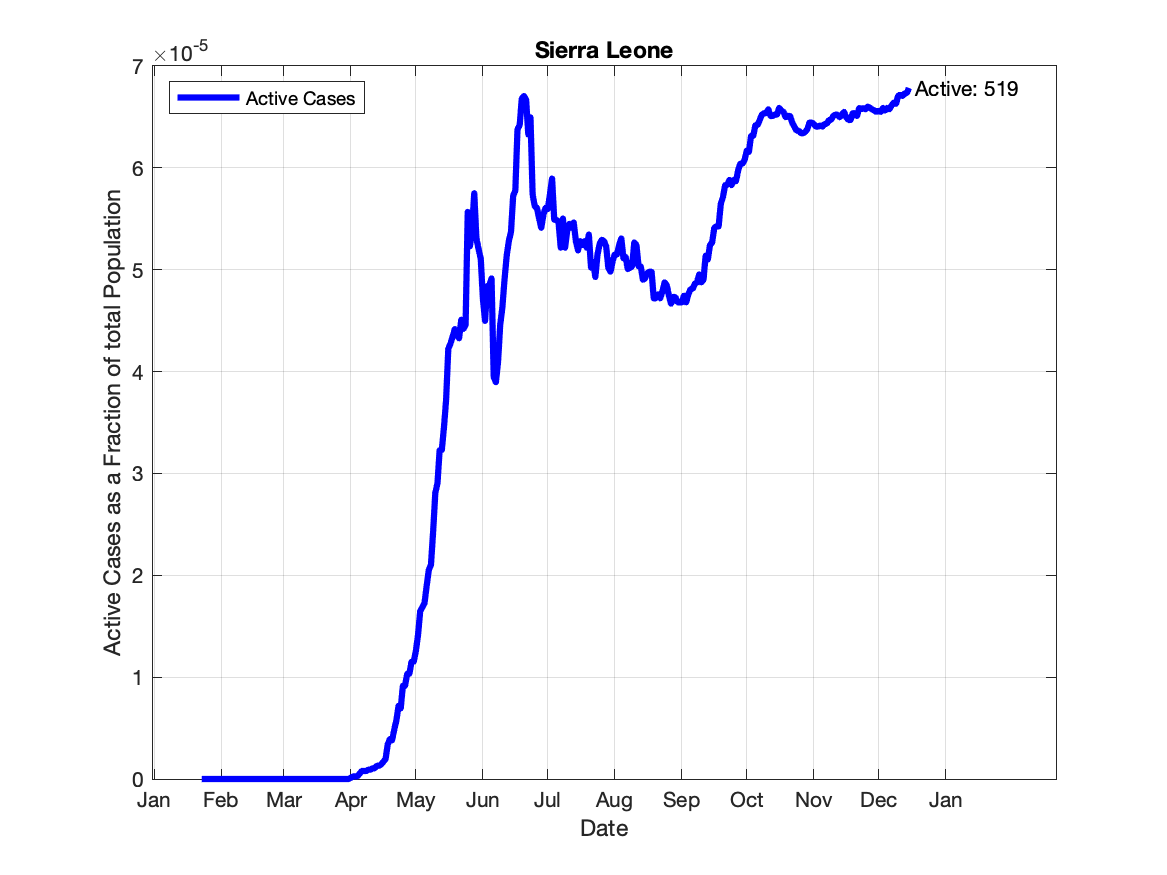 Sierra Leone
×10-5
7
6
5
4
3
2
1
0
Active Cases as a Fraction of total Population
Active Cases
Active: 519
Jan Feb Mar Apr May Jun Jul Aug Sep Oct Nov Dec Jan
Date